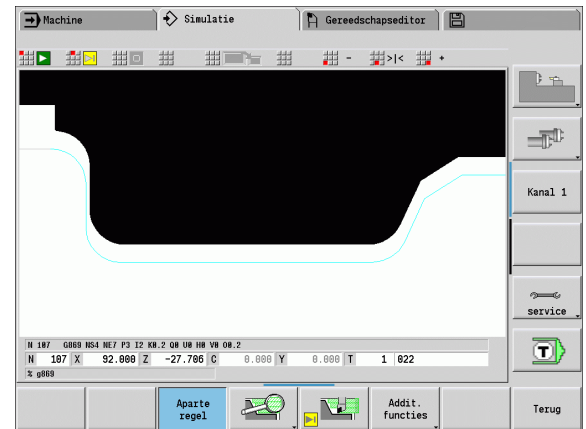 Machine
Simulatie
Gereedschapseditor
- >|< +
Kanal 1
service
T
N 107 G869 NS4 NE7 P3 I2 K0.2 Q0 U0 H0 V0 O0.2
N 107 X 92.000 Z -27.706 C 0.000 Y 0.000 T 1 022
% g869
Aparte
regel
Addit.
functies
Terug